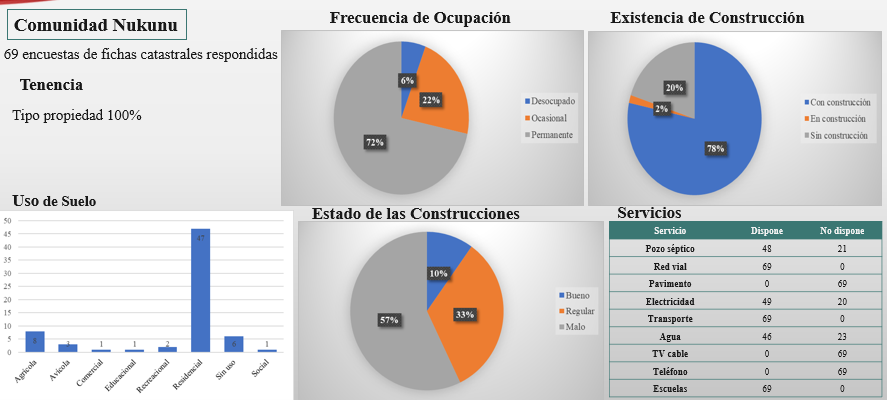 Comunidad Nukunu
69 encuestas de fichas catastrales respondidas
Tenencia
Tipo propiedad 100%
Frecuencia de Ocupación
6%
22%
72%
Desocupado
Ocasional
Permanente
Existencia de Construcción
20%
2%
78%
Con construcción
En construcción
Sin construcción
Uso de Suelo
50
45
40
35
30
25
20
15
10
5
0
8
3
1
1
2
47
6
1
Agrícola
Avícola
Comercial
Educacional
Recreacional
Residencial
Sin uso
Social
Estado de las Construcciones
10%
33%
57%
Bueno
Regular
Malo
Servicios
Servicio Dispone No dispone
Pozo séptico 48 21
Red vial 69 0
Pavimento 0 69
Electricidad 49 20
Transporte 69 0
Agua 46 23
TV cable 0 69
Teléfono 0 69
Escuelas 69 0